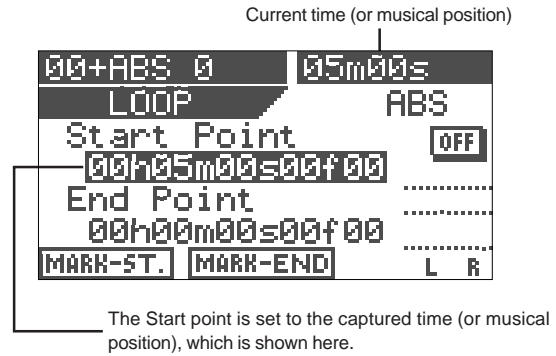 Current time (or musical position)
00+ABS 0 05m00s
LOOP ABS
Start Point OFF
00h05m00s00f00
End Point
00h00m00s00f00
MARK-ST. MARK-END L R
The Start point is set to the captured time (or musical
position), which is shown here.